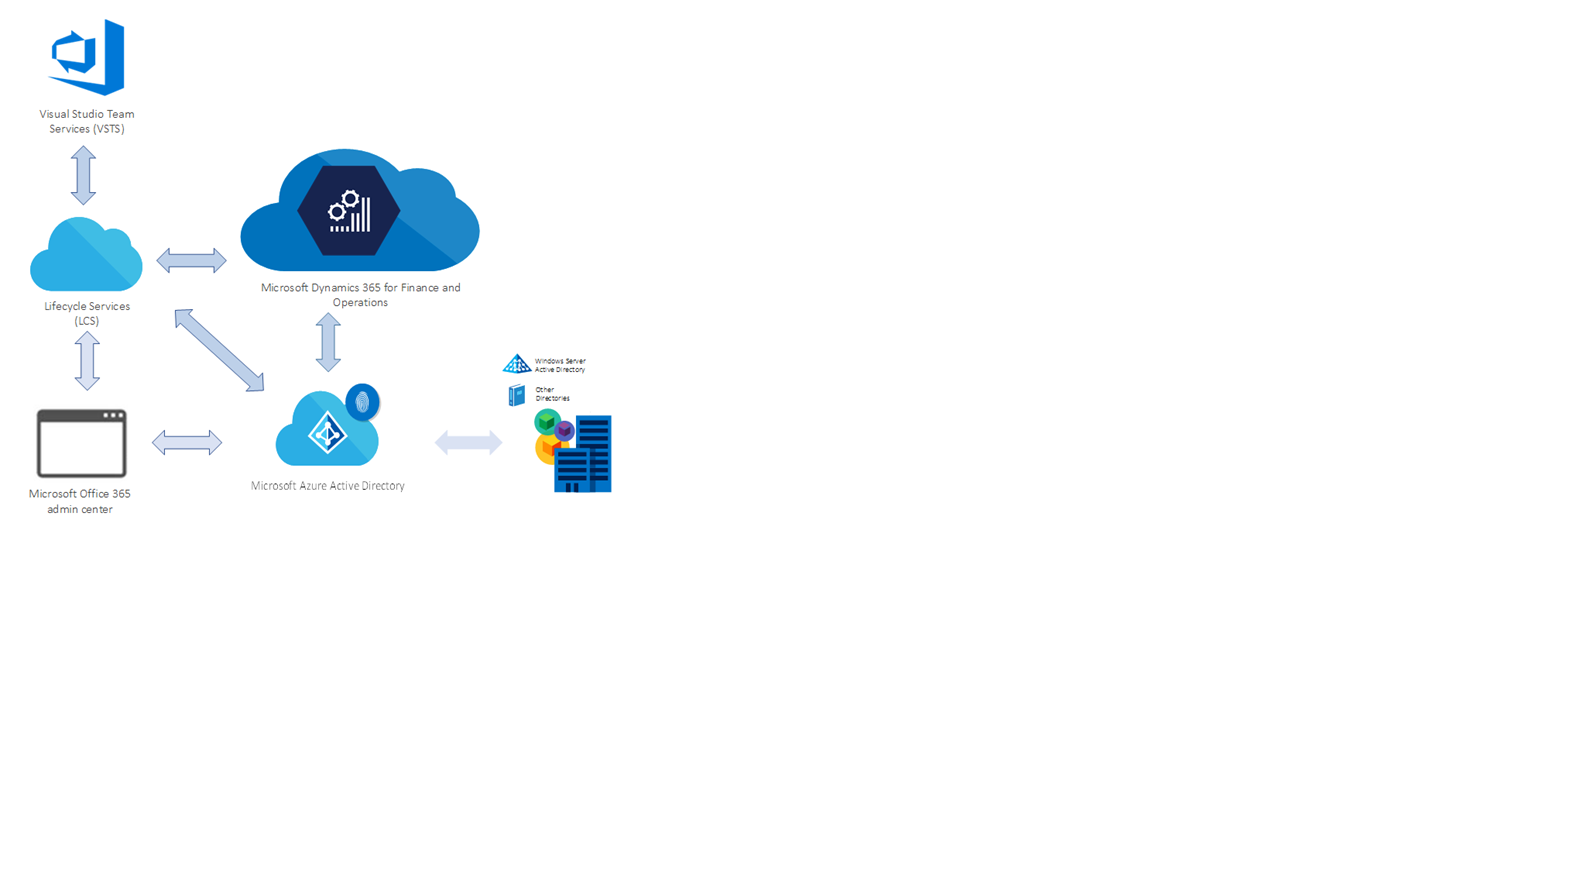 Visual Studio Team
Services (VSTS)
Microsoft Dynamics 365 for Finance and
Operations
Lifecycle Services
(LCS)
Windows Server
Active Directory
Other
Directories
Microsoft Azure Active Directory
Microsoft Office 365
admin center